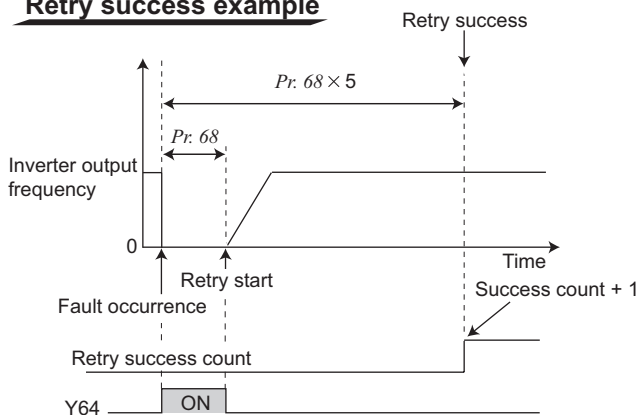 Retry success example
Retry success
Pr. 68 × 5
Pr. 68
Inverter output
frequency
0
Time
Retry start
Success count + 1
Fault occurrence
Retry success count
Y64
ON